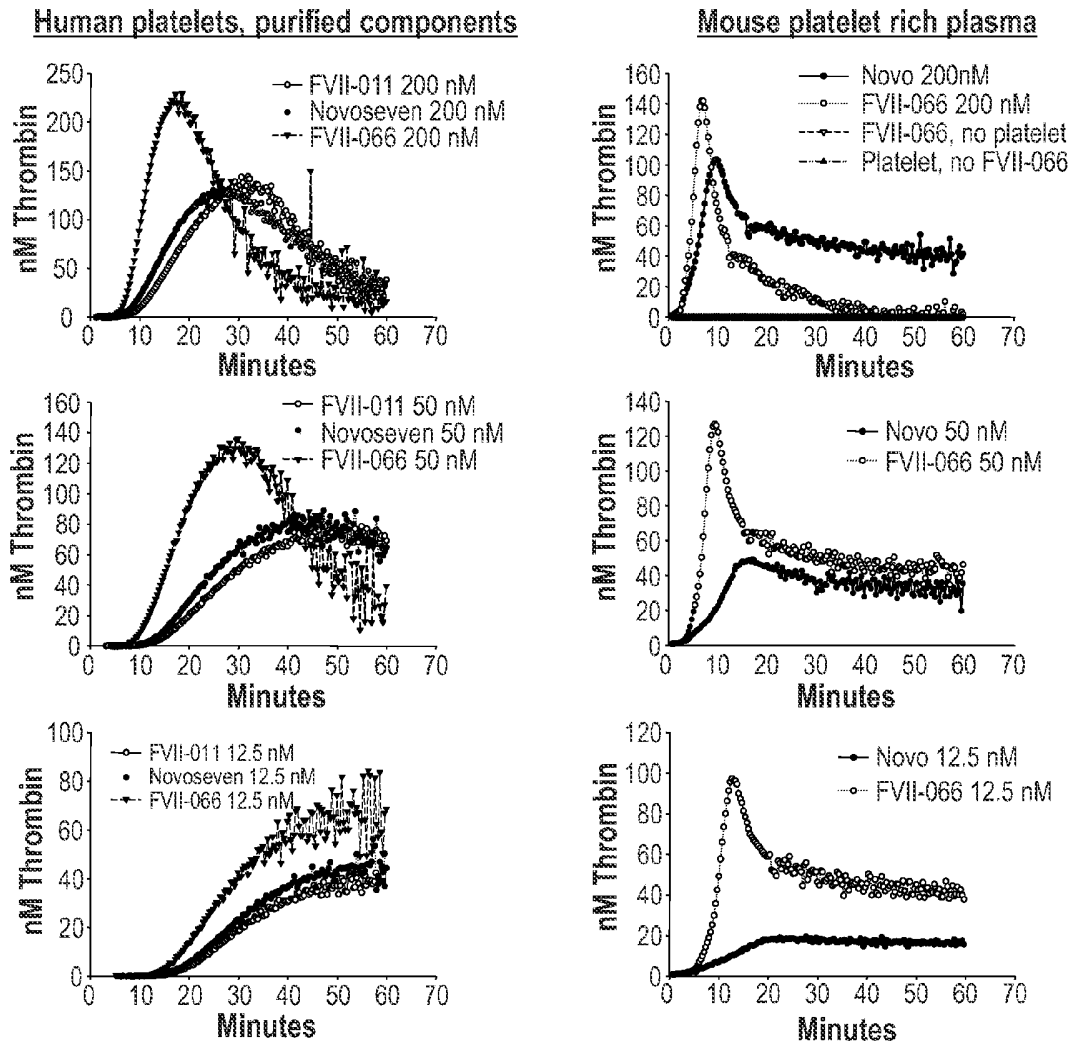 Human platelets, purified components
250
200
150
100
50
0
nM Thrombin
0 10 20 30 40 50 60 70
Minutes
FVII-011 200 nM
Novoseven 200 nM
FVII-066 200 nM
160
140
120
100
80
60
40
20
0
nM Thrombin
0 10 20 30 40 50 60 70
Minutes
FVII-011 50 nM
Novoseven 50 nM
FVII-066 50 nM
100
80
60
40
20
0
nM Thrombin
0 10 20 30 40 50 60 70
Minutes
FVII-011 12.5 nM
Novoseven 12.5 nM
FVII-066 12.5 nM
Mouse platelet rich plasma
160
140
120
100
80
60
40
20
0
nM Thrombin
0 10 20 30 40 50 60 70
Minutes
Novo 200nM
FVII-066 200 nM
FVII-066, no platelet
Platelet, no FVII-066
140
120
100
80
60
40
20
0
nM Thrombin
0 10 20 30 40 50 60 70
Minutes
Novo 50 nM
FVII-066 50 nM
120
100
80
60
40
20
0
nM Thrombin
0 10 20 30 40 50 60 70
Minutes
Novo 12.5 nM
FVII-066 12.5 nM